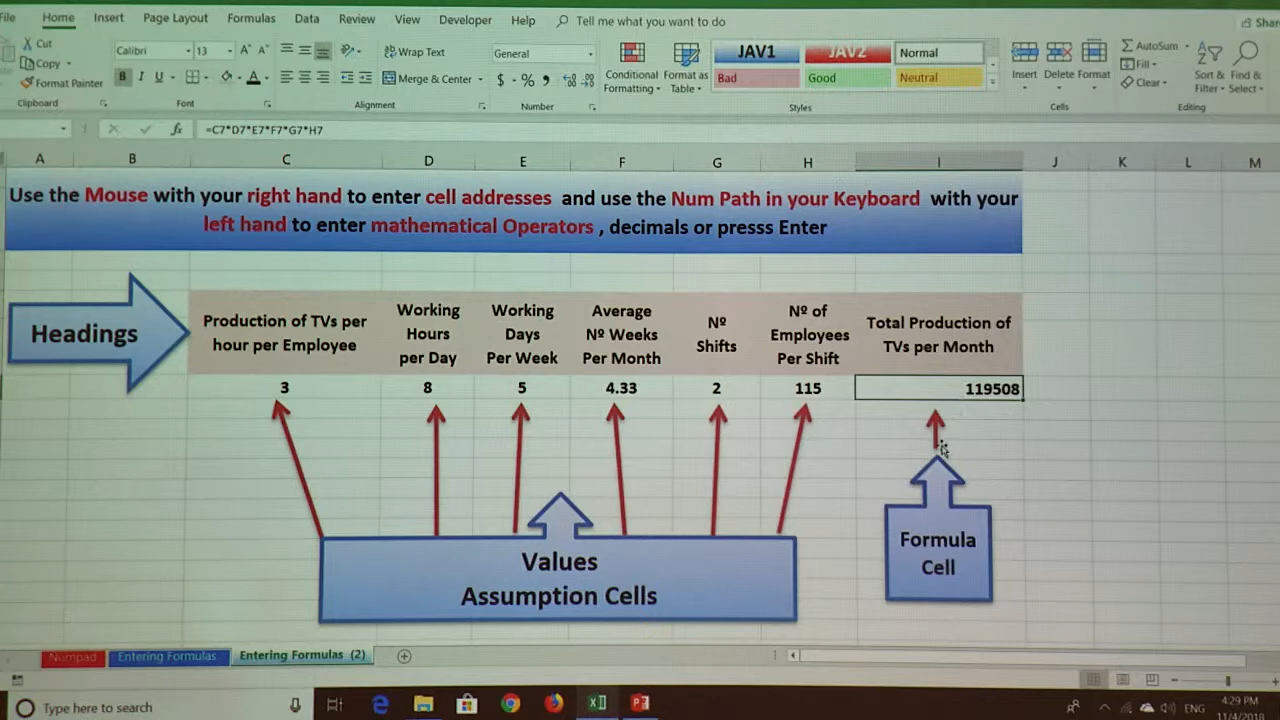 File Home Insert Page Layout Formulas Data Review View Developer Help Tell me what you want to do Shar
Cut
Copy
Format Painter
Clipboard
Calibri 13
B I U
Font
Wrap Text
Merge & Center
Alignment
General
Number
Conditional Formatting
Format as Table
JAV1 JAV2 Normal
Bad Good Neutral
Styles
Insert Delete Format
Cells
AutoSum
Fill
Clear
Sort & Filter
Find & Select
Editing
fx =C7*D7*E7*F7*G7*H7
A B C D E F G H I J K L M
Use the Mouse with your right hand to enter cell addresses and use the Num Path in your Keyboard with your
left hand to enter mathematical Operators , decimals or presss Enter
Headings
Production of TVs per
hour per Employee
Working
Hours
per Day
Working
Days
Per Week
Average
Nº Weeks
Per Month
Nº
Shifts
Nº of
Employees
Per Shift
Total Production of
TVs per Month
3 8 5 4.33 2 115 119508
Values
Assumption Cells
Formula
Cell
Numpad Entering Formulas Entering Formulas (2)
Type here to search
ENG
4:29 PM
11/4/2018